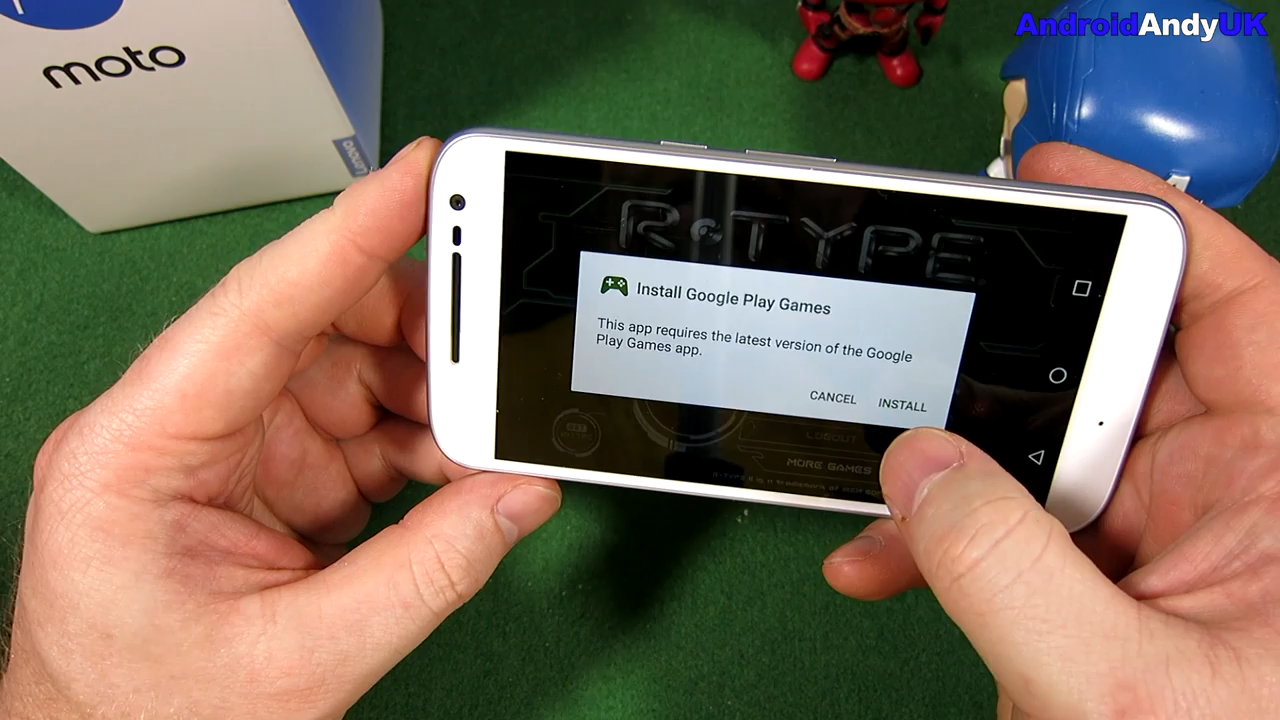 AndroidAndyUK
moto
Lenovo
R-TYPE
Install Google Play Games
This app requires the latest version of the Google
Play Games app.
CANCEL
INSTALL
LOGOUT
MORE GAMES